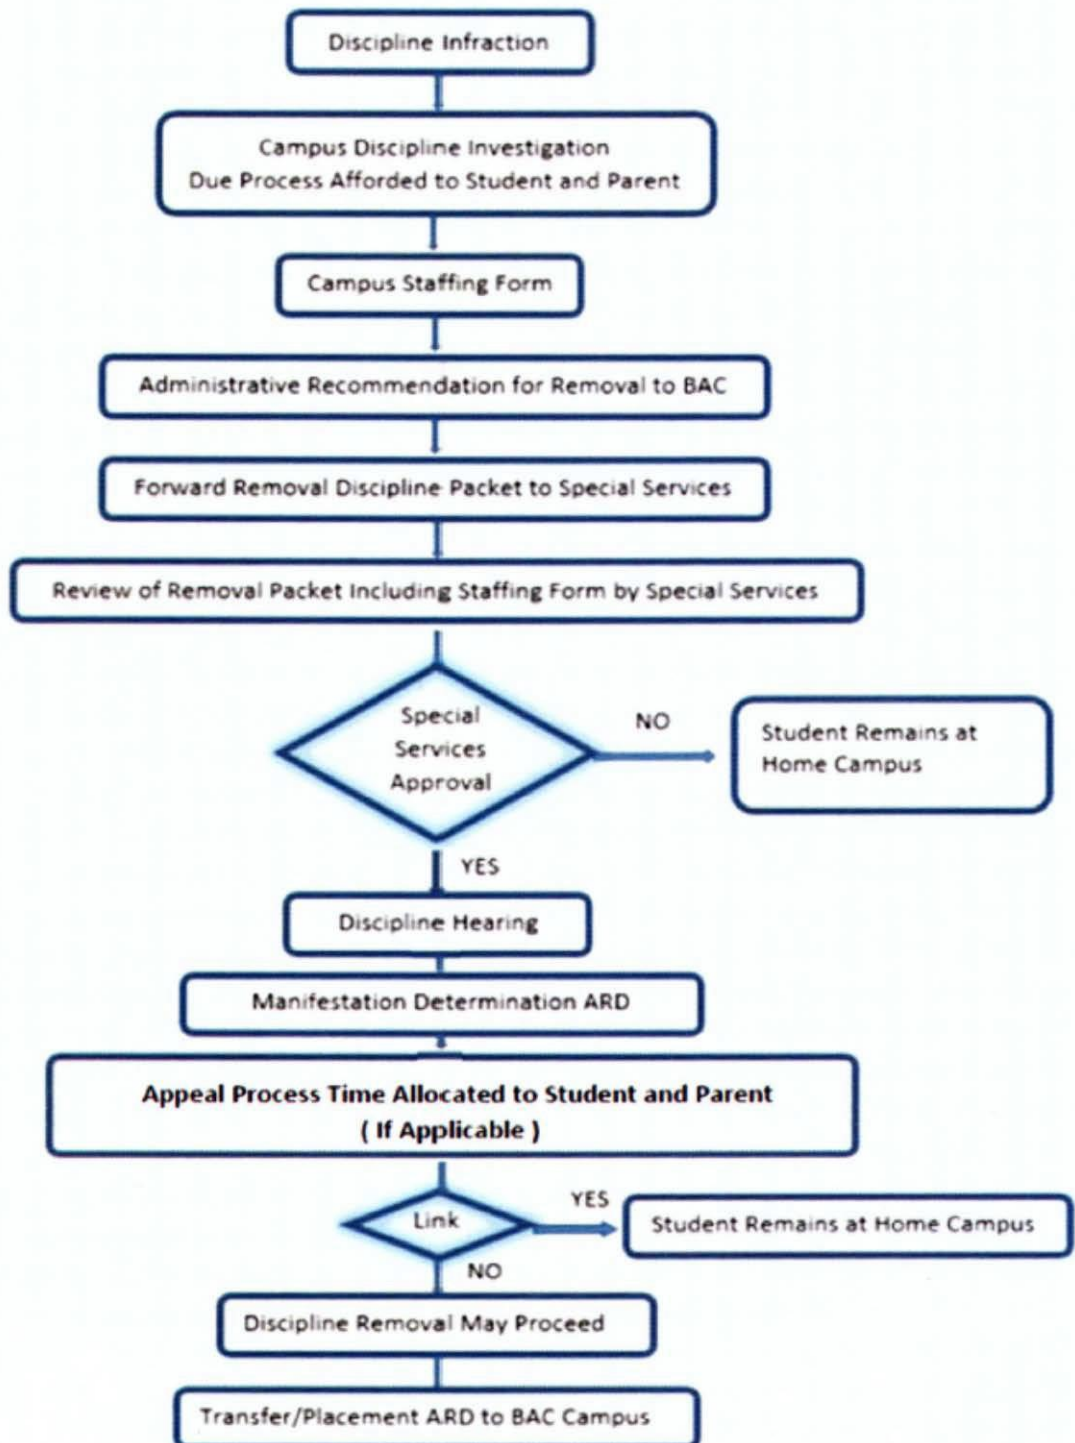 Discipline Infraction
Campus Discipline Investigation
Due Process Afforded to Student and Parent
Campus Staffing Form
Administrative Recommendation for Removal to BAC
Forward Removal Discipline Packet to Special Services
Review of Removal Packet Including Staffing Form by Special Services
Special
Services
Approval
NO
Student Remains at
Home Campus
YES
Discipline Hearing
Manifestation Determination ARD
Appeal Process Time Allocated to Student and Parent
( If Applicable )
Link
YES
Student Remains at Home Campus
NO
Discipline Removal May Proceed
Transfer/Placement ARD to BAC Campus